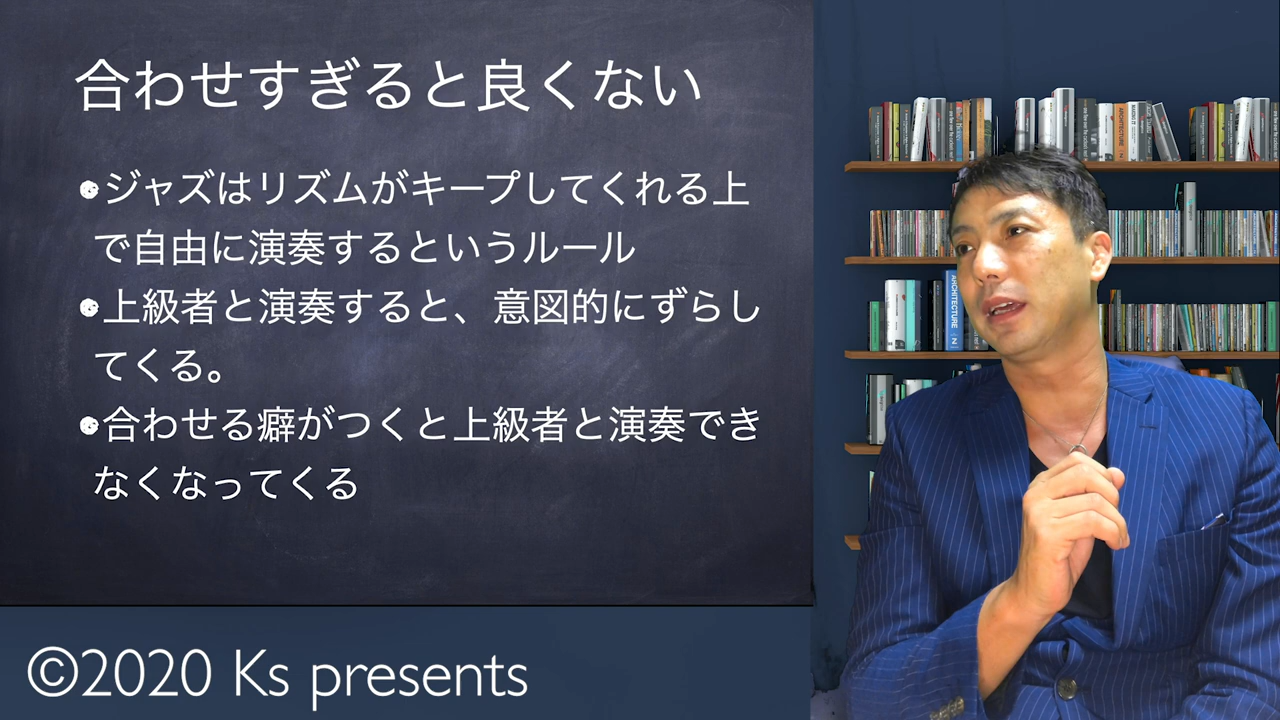 合わせすぎると良くない
•ジャズはリズムがキープしてくれる上
で自由に演奏するというルール
•上級者と演奏すると、意図的にずらし
てくる。
•合わせる癖がつくと上級者と演奏でき
なくなってくる
©2020 Ks presents
ARCHITECTURE
ARCHITECTURE